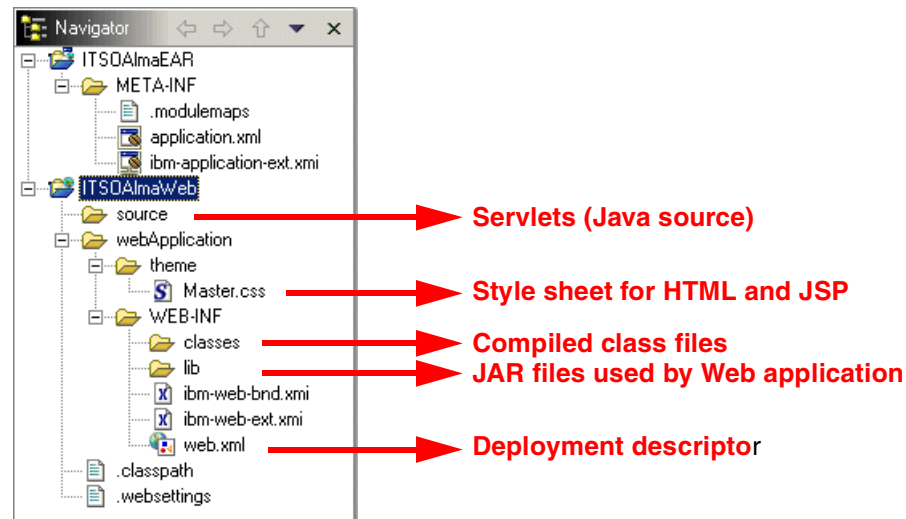 Navigator
ITSOAlmaEAR
META-INF
.modulemaps
application.xml
ibm-application-ext.xmi
ITSOAlmaWeb
source
Servlets (Java source)
webApplication
theme
Master.css
Style sheet for HTML and JSP
WEB-INF
classes
Compiled class files
lib
JAR files used by Web application
ibm-web-bnd.xmi
ibm-web-ext.xmi
web.xml
Deployment descriptor
.classpath
.websettings